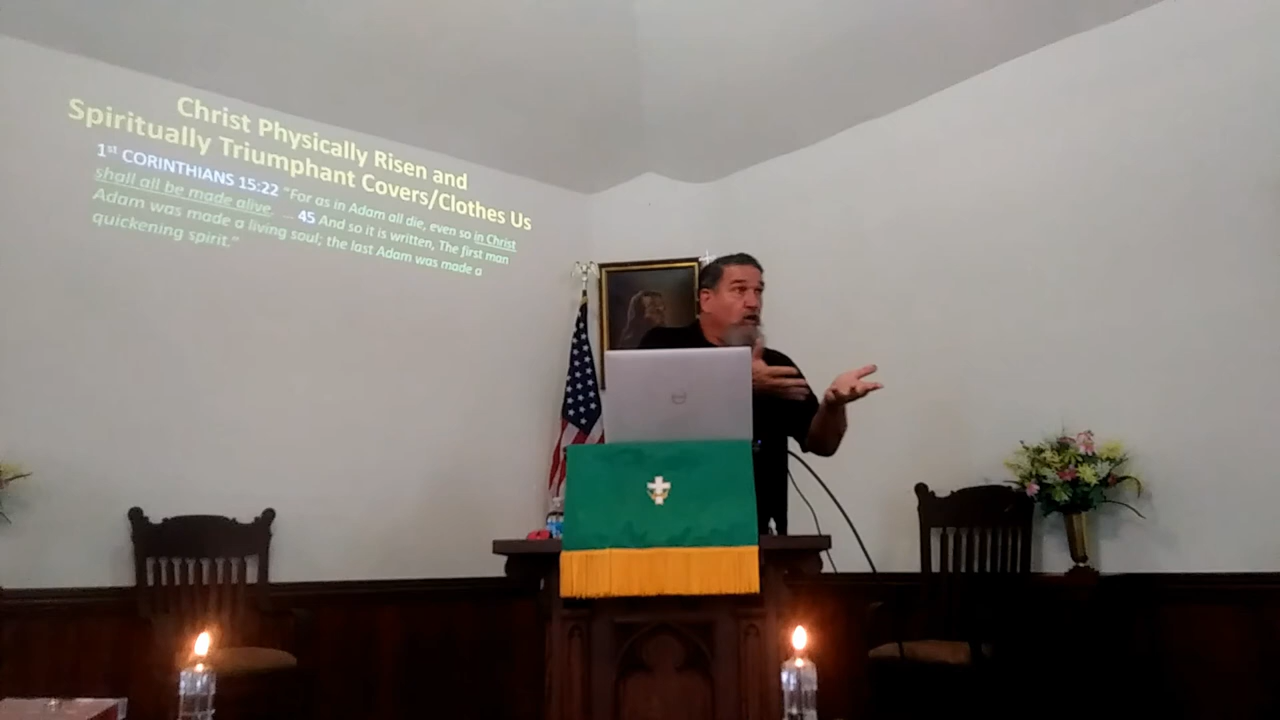 Christ Physically Risen and
Spiritually Triumphant Covers/Clothes Us
1st CORINTHIANS 15:22 "For as in Adam all die, even so in Christ
shall all be made alive. ... 45 And so it is written, The first man
Adam was made a living soul; the last Adam was made a
quickening spirit."